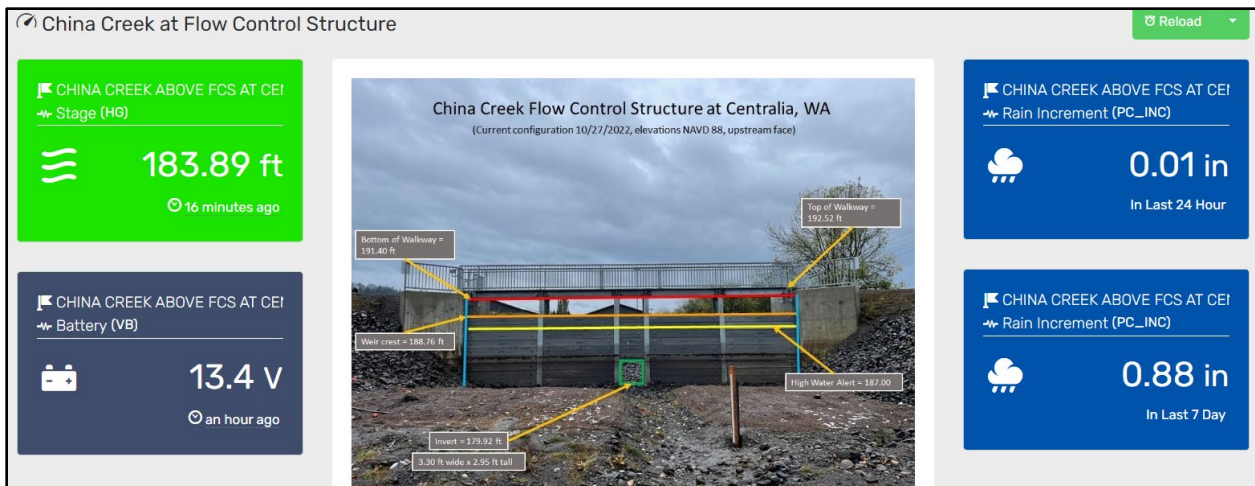 China Creek at Flow Control Structure
Reload
CHINA CREEK ABOVE FCS AT CEN
Stage (HG)
183.89 ft
16 minutes ago
CHINA CREEK ABOVE FCS AT CEN
Battery (VB)
13.4 V
an hour ago
China Creek Flow Control Structure at Centralia, WA
(Current configuration 10/27/2022, elevations NAVD 88, upstream face)
Top of Walkway =
192.52 ft
Bottom of Walkway =
191.40 ft
Weir crest = 188.76 ft
High Water Alert = 187.00
Invert = 179.92 ft
3.30 ft wide x 2.95 ft tall
CHINA CREEK ABOVE FCS AT CEN
Rain Increment (PC_INC)
0.01 in
In Last 24 Hour
CHINA CREEK ABOVE FCS AT CEN
Rain Increment (PC_INC)
0.88 in
In Last 7 Day